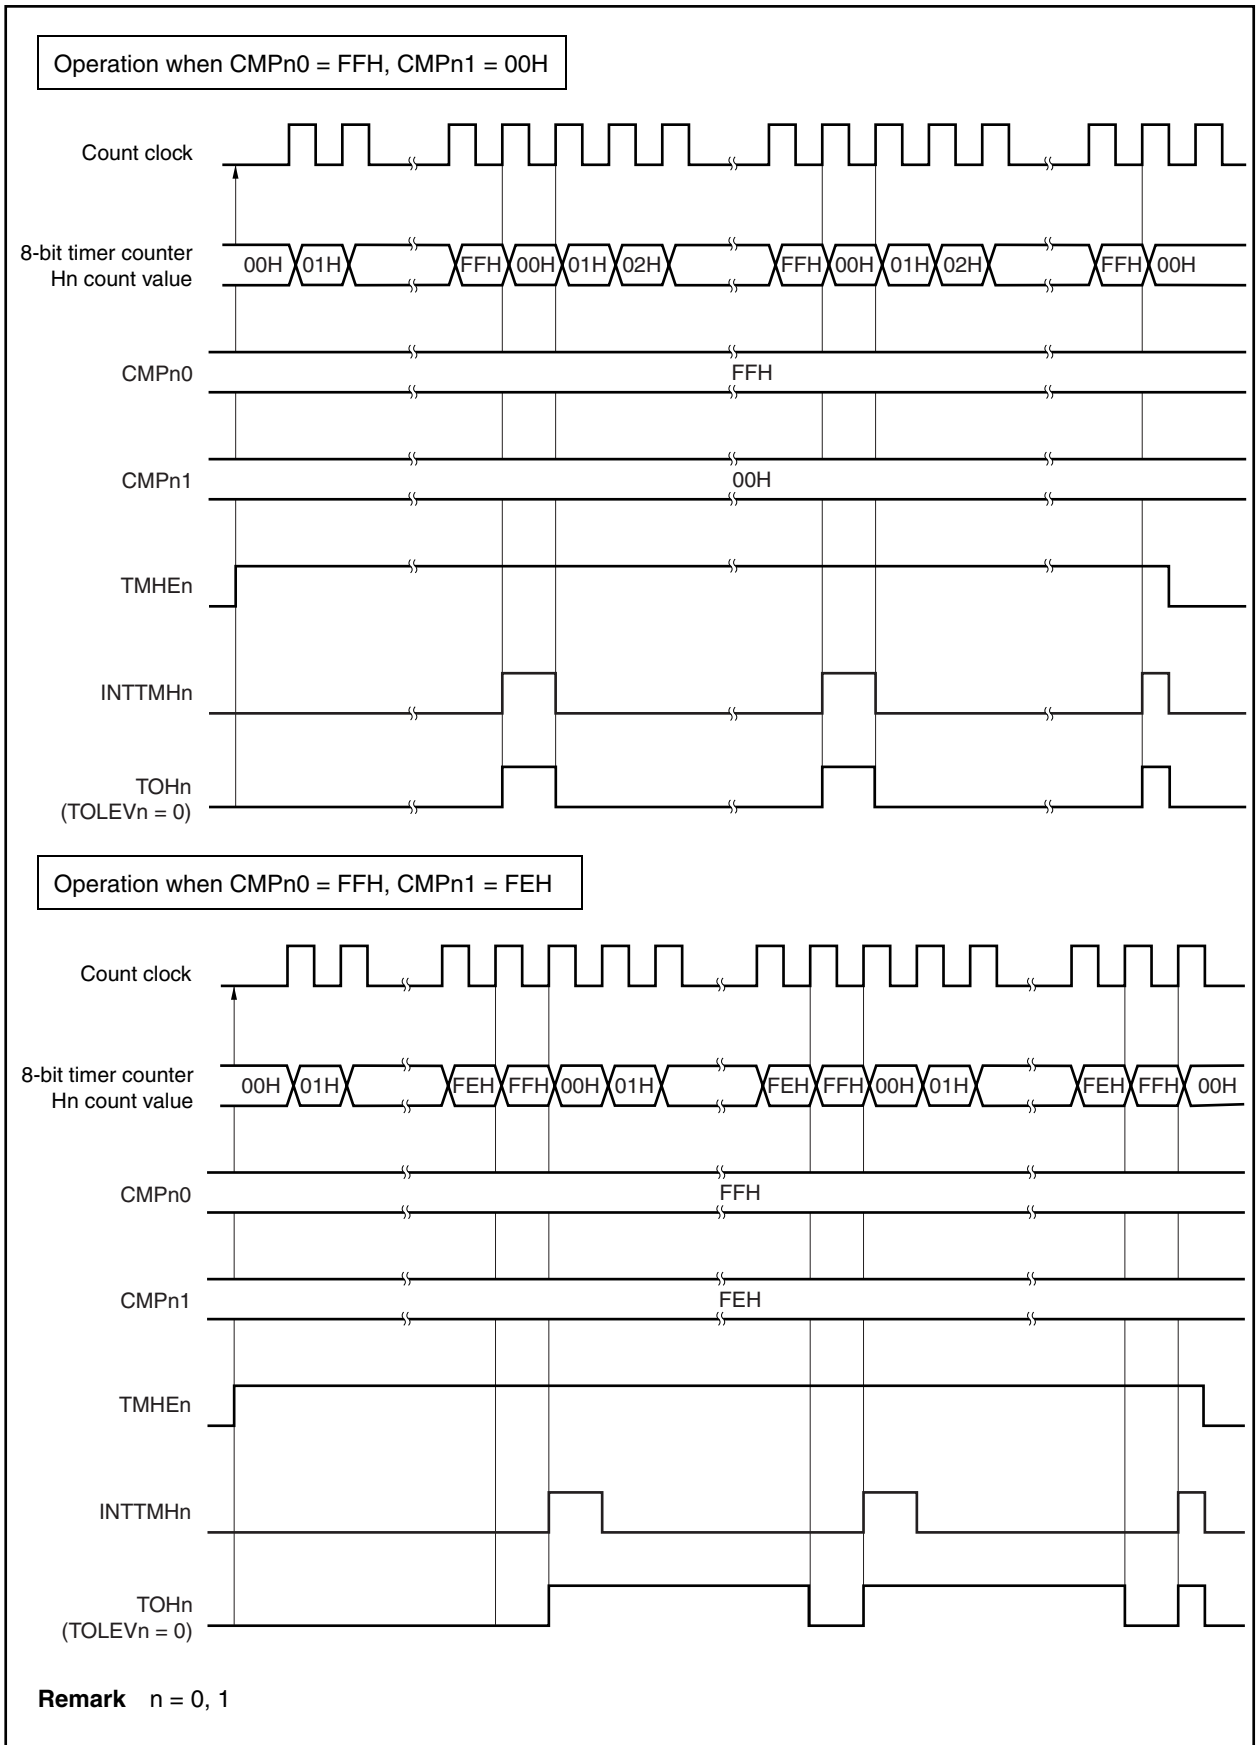 Operation when CMPn0 = FFH, CMPn1 = 00H
Count clock
8-bit timer counter
Hn count value
00H 01H FFH 00H 01H 02H FFH 00H 01H 02H FFH 00H
CMPn0
FFH
CMPn1
00H
TMHEn
INTTMHn
TOHn
(TOLEVn = 0)
Operation when CMPn0 = FFH, CMPn1 = FEH
Count clock
8-bit timer counter
Hn count value
00H 01H FEH FFH 00H 01H FEH FFH 00H 01H FEH FFH 00H
CMPn0
FFH
CMPn1
FEH
TMHEn
INTTMHn
TOHn
(TOLEVn = 0)
Remark n = 0, 1